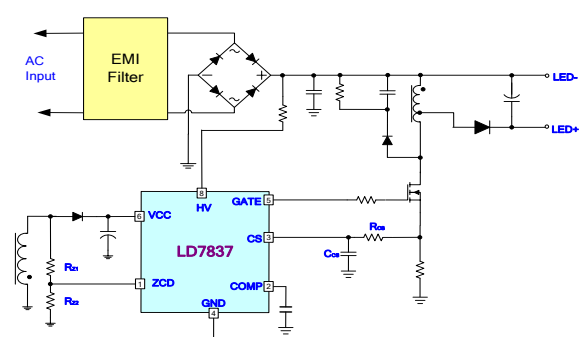 AC
Input
EMI
Filter
LED-
LED+
8
HV
GATE 5
6 VCC
LD7837
CS 3
RCS
CCS
RZ1
1 ZCD
COMP 2
RZ2
GND
4